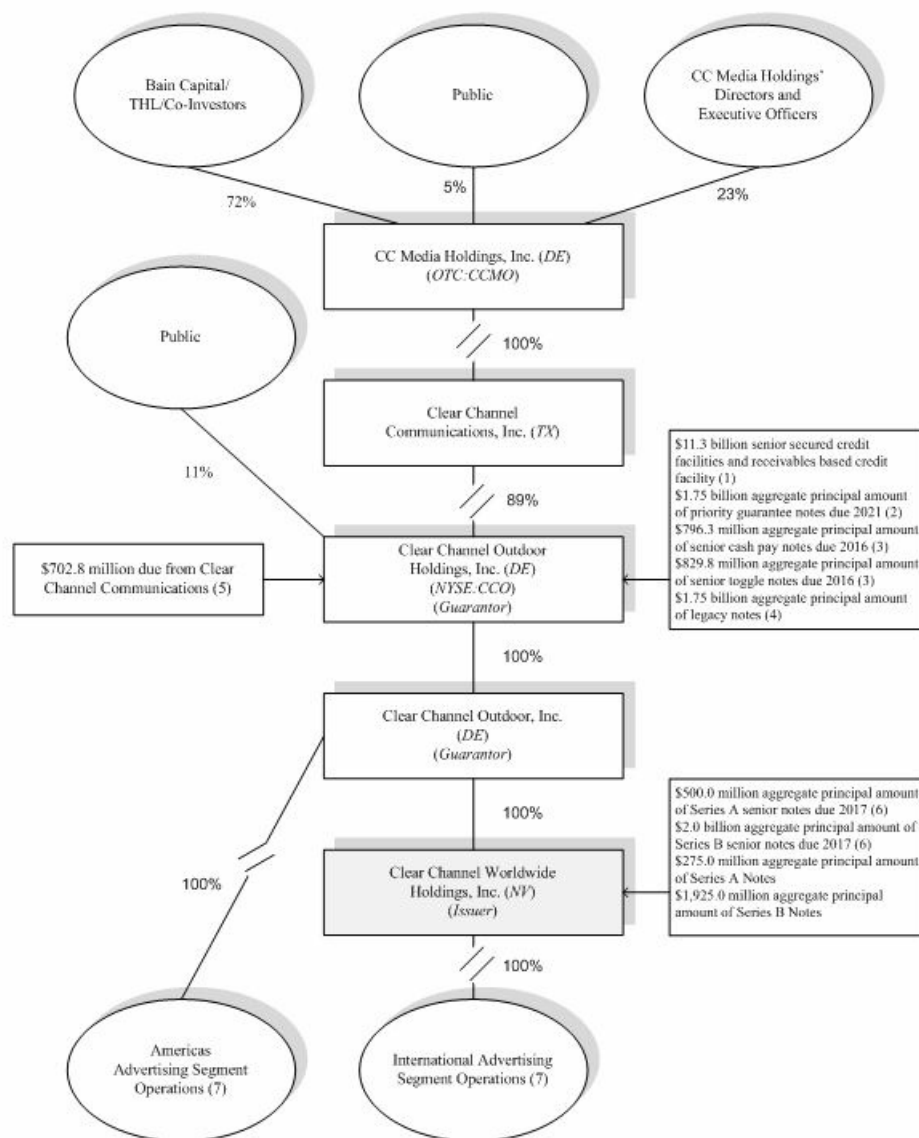 Bain Capital/
THL/Co-Investors
Public
CC Media Holdings'
Directors and
Executive Officers
72%
5%
23%
CC Media Holdings, Inc. (DE)
(OTC:CCMO)
Public
100%
Clear Channel
Communications, Inc. (TX)
11%
89%
$11.3 billion senior secured credit
facilities and receivables based credit
facility (1)
$1.75 billion aggregate principal amount
of priority guarantee notes due 2021 (2)
$796.3 million aggregate principal amount
of senior cash pay notes due 2016 (3)
$829.8 million aggregate principal amount
of senior toggle notes due 2016 (3)
$1.75 billion aggregate principal amount
of legacy notes (4)
$702.8 million due from Clear
Channel Communications (5)
Clear Channel Outdoor
Holdings, Inc. (DE)
(NYSE:CCO)
(Guarantor)
100%
Clear Channel Outdoor, Inc.
(DE)
(Guarantor)
100%
100%
$500.0 million aggregate principal amount
of Series A senior notes due 2017 (6)
$2.0 billion aggregate principal amount of
Series B senior notes due 2017 (6)
$275.0 million aggregate principal amount
of Series A Notes
$1,925.0 million aggregate principal
amount of Series B Notes
Clear Channel Worldwide
Holdings, Inc. (NV)
(Issuer)
100%
Americas
Advertising Segment
Operations (7)
International Advertising
Segment Operations (7)